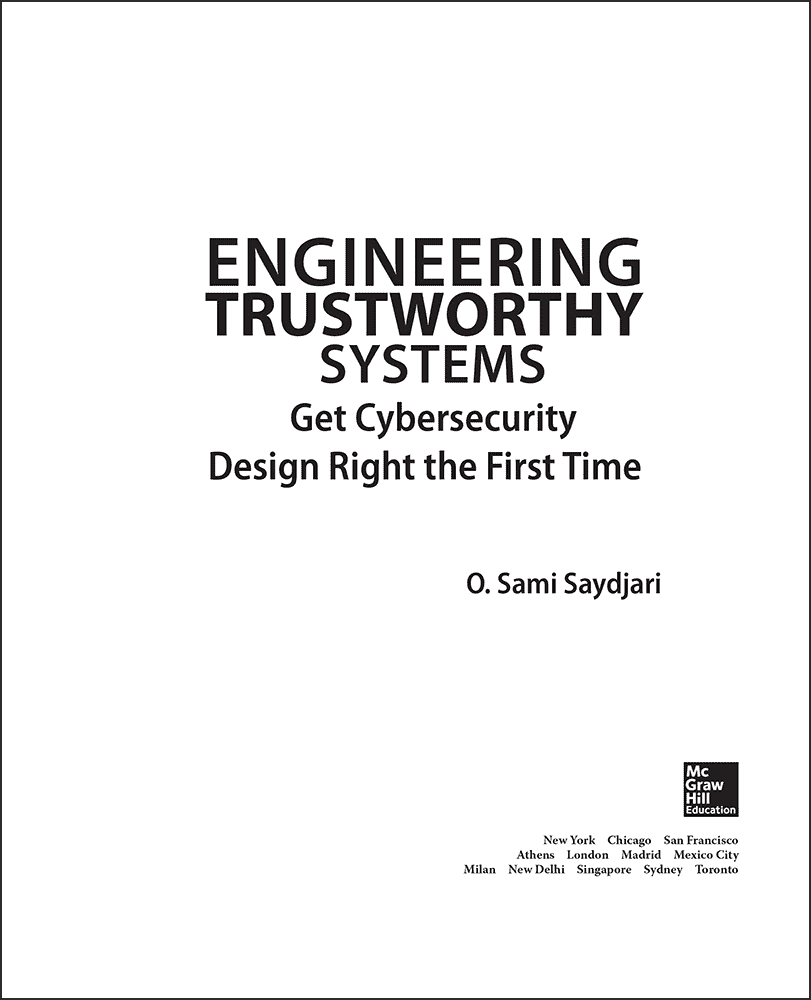 ENGINEERING
TRUSTWORTHY
SYSTEMS
Get Cybersecurity
Design Right the First Time
O. Sami Saydjari
Mc
Graw
Hill
Education
New York Chicago San Francisco
Athens London Madrid Mexico City
Milan New Delhi Singapore Sydney Toronto